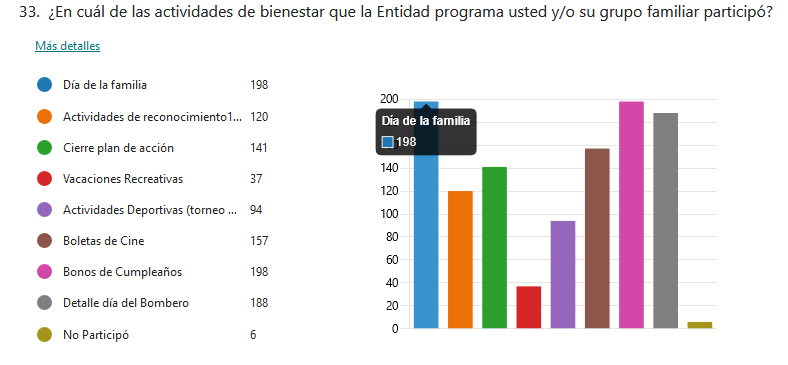 33. ¿En cuál de las actividades de bienestar que la Entidad programa usted y/o su grupo familiar participó?
Más detalles
Día de la familia 198
Actividades de reconocimiento1... 120
Cierre plan de acción 141
Vacaciones Recreativas 37
Actividades Deportivas (torneo ... 94
Boletas de Cine 157
Bonos de Cumpleaños 198
Detalle día del Bombero 188
No Participó 6
200
Día de la familia
198
140
120
100
80
60
40
20
0